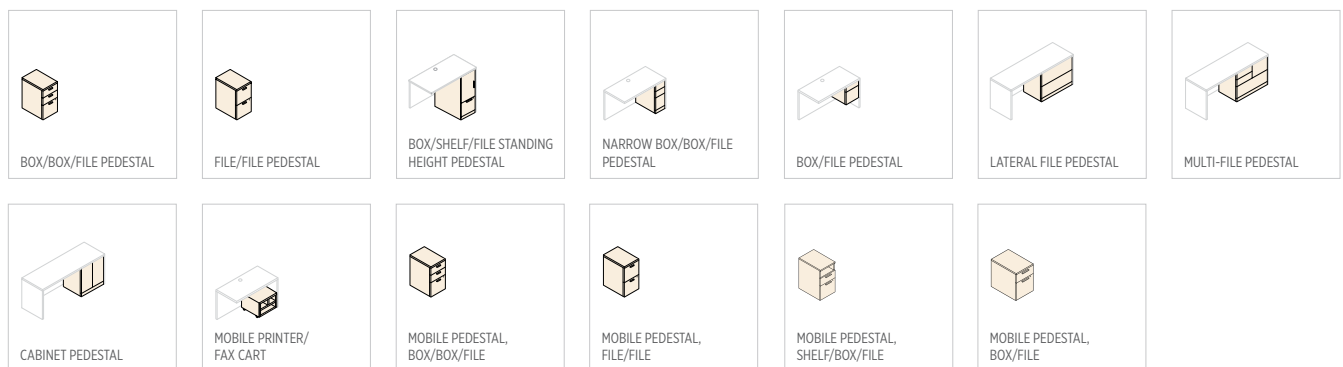 BOX/BOX/FILE PEDESTAL
FILE/FILE PEDESTAL
BOX/SHELF/FILE STANDING
HEIGHT PEDESTAL
NARROW BOX/BOX/FILE
PEDESTAL
BOX/FILE PEDESTAL
LATERAL FILE PEDESTAL
MULTI-FILE PEDESTAL
CABINET PEDESTAL
MOBILE PRINTER/
FAX CART
MOBILE PEDESTAL,
BOX/BOX/FILE
MOBILE PEDESTAL,
FILE/FILE
MOBILE PEDESTAL,
SHELF/BOX/FILE
MOBILE PEDESTAL,
BOX/FILE